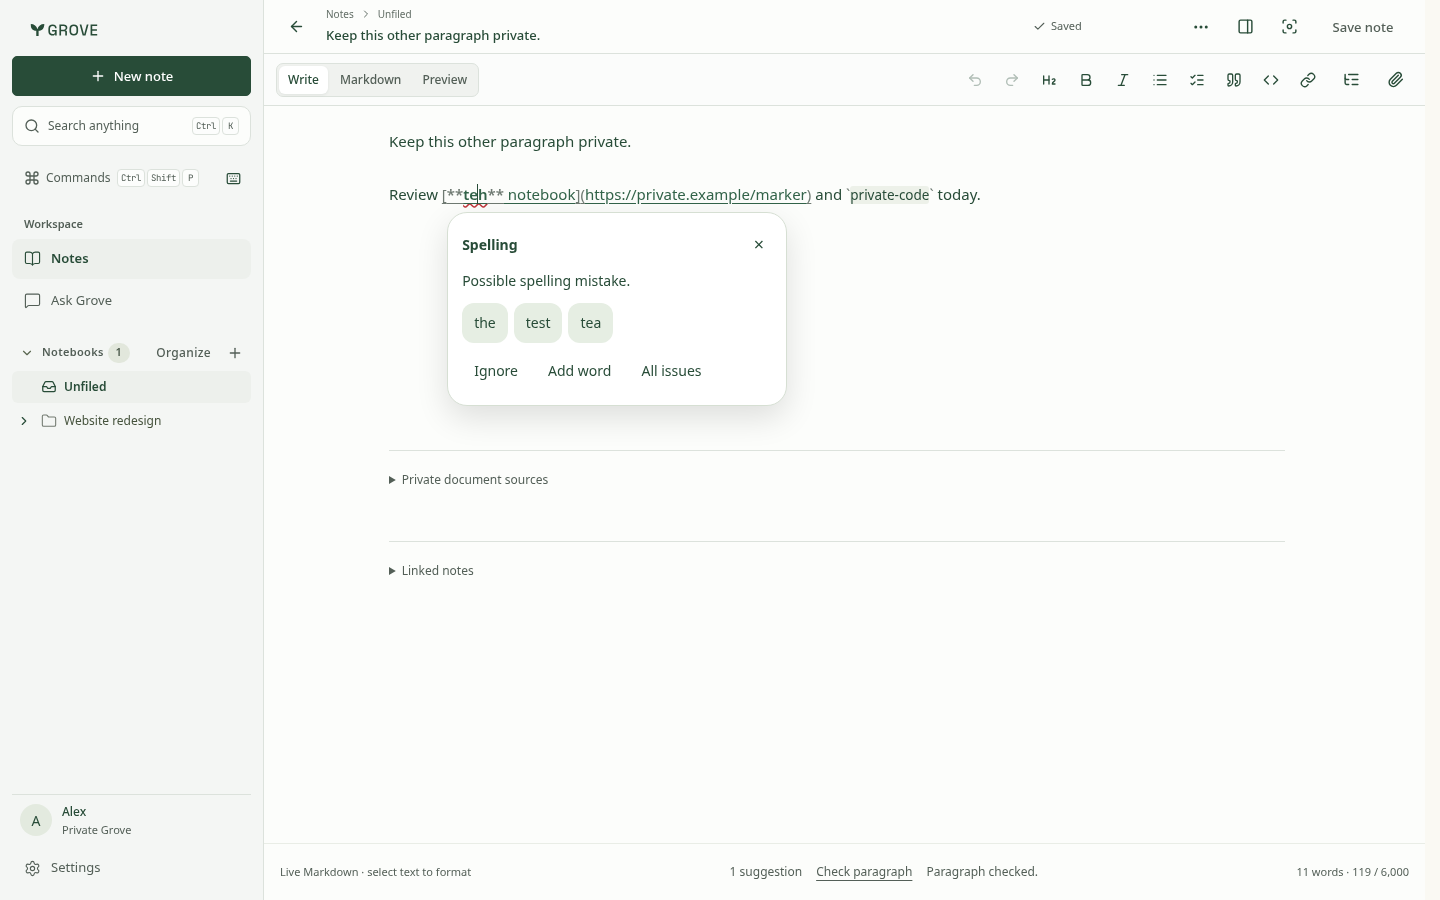 GROVE
New note
Search anything Ctrl K
Commands Ctrl Shift P
Workspace
Notes
Ask Grove
Notebooks 1 Organize
Unfiled
Website redesign
Alex
A
Private Grove
Settings
Notes Unfiled
Keep this other paragraph private.
Saved
Save note
Write Markdown Preview
H2 B I
Keep this other paragraph private.
Review [**teh** notebook](https://private.example/marker) and `private-code` today.
Spelling
Possible spelling mistake.
the test tea
Ignore Add word All issues
Private document sources
Linked notes
Live Markdown · select text to format
1 suggestion Check paragraph Paragraph checked.
11 words · 119 / 6,000